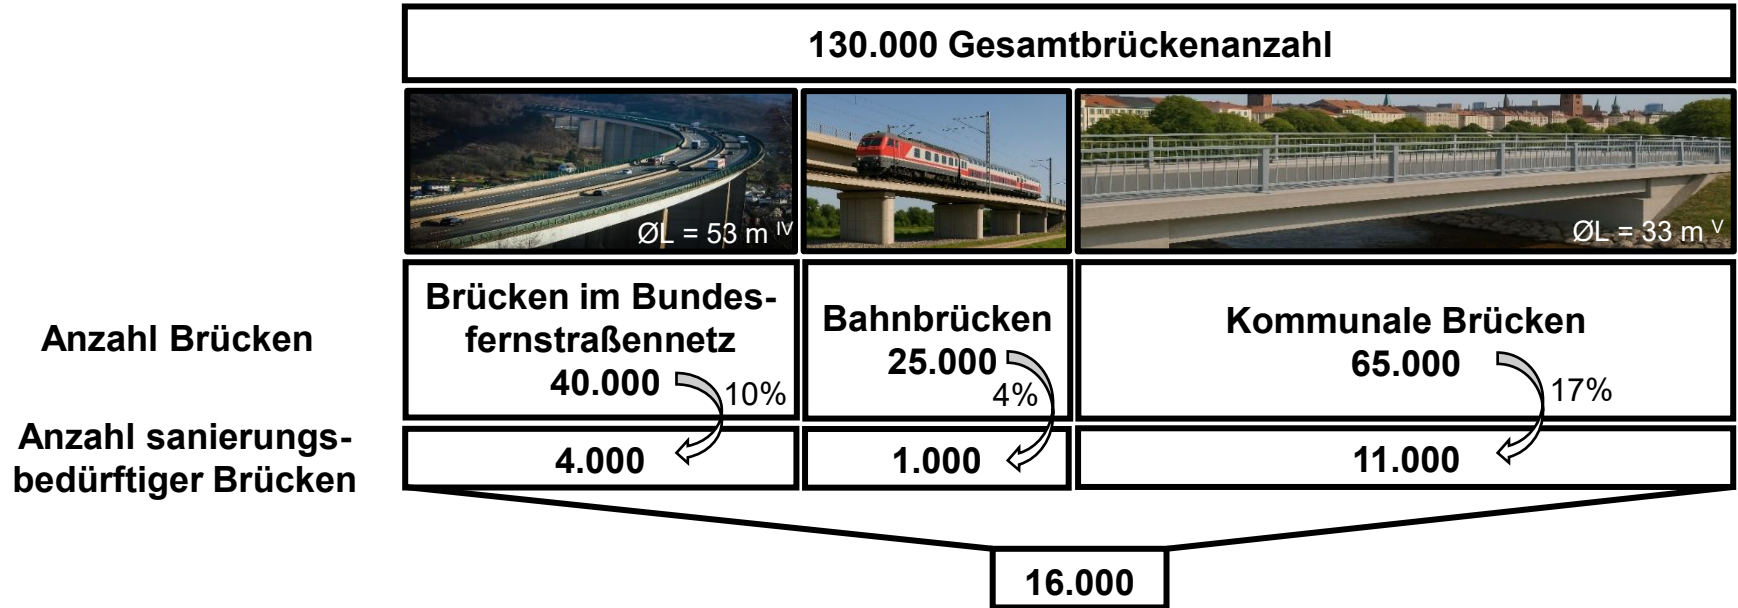 130.000 Gesamtbrückenanzahl
ØL = 53 m IV
ØL = 33 m V
Anzahl Brücken
Brücken im Bundes-
fernstraßennetz
40.000
10%
Bahnbrücken
25.000
4%
Kommunale Brücken
65.000
17%
Anzahl sanierungs-
bedürftiger Brücken
4.000
1.000
11.000
16.000